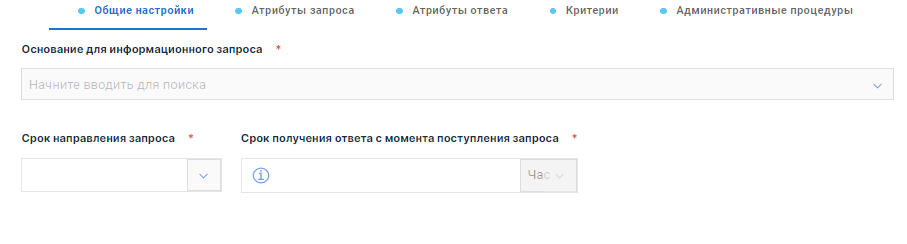 Общие настройки Атрибуты запроса Атрибуты ответа Критерии Административные процедуры
Основание для информационного запроса *
Начните вводить для поиска
Срок направления запроса * Срок получения ответа с момента поступления запроса *
Час